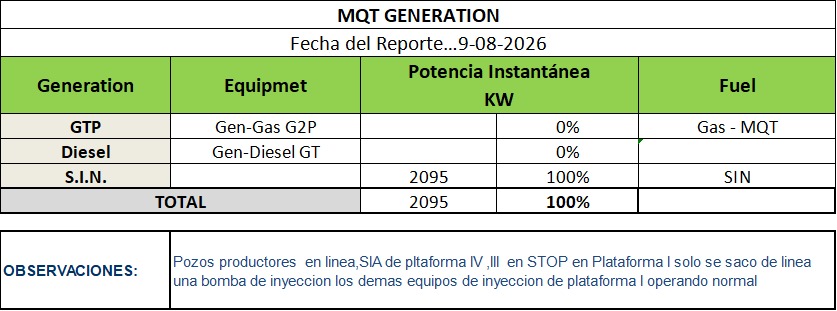 MQT GENERATION
Fecha del Reporte...9-08-2026
Generation Equipmet Potencia Instantánea KW Fuel
GTP Gen-Gas G2P 0% Gas - MQT
Diesel Gen-Diesel GT 0%
S.I.N. 2095 100% SIN
TOTAL 2095 100%
OBSERVACIONES:
Pozos productores en linea,SIA de pltaforma IV ,III en STOP en Plataforma I solo se saco de linea
una bomba de inyeccion los demas equipos de inyeccion de plataforma I operando normal